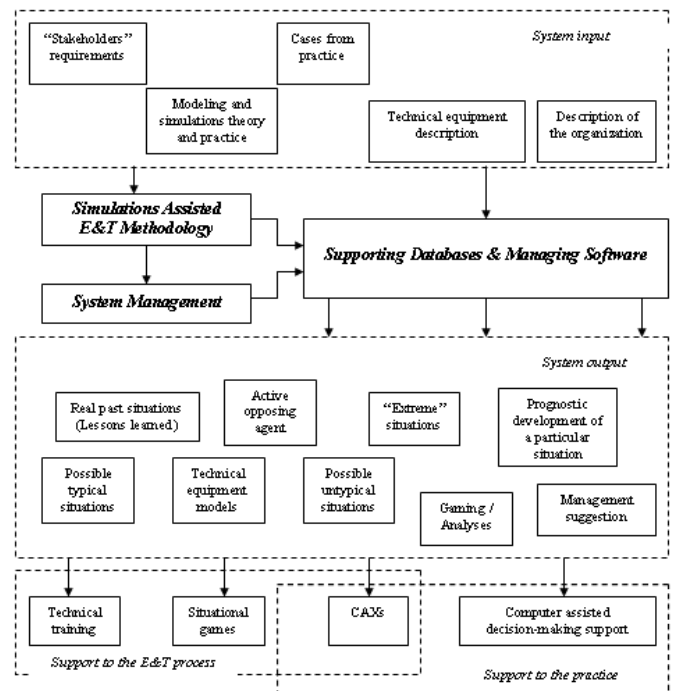 “Stakeholders”
requirements
Cases from
practice
System input
Modeling and
simulations theory
and practice
Technical equipment
description
Description of
the organization
Simulations Assisted
E&T Methodology
Supporting Databases & Managing Software
System Management
System output
Real past situations
(Lessons learned)
Active
opposing
agent
“Extreme”
situations
Prognostic
development of
a particular
situation
Possible
typical
situations
Technical
equipment
models
Possible
untypical
situations
Gaming /
Analyses
Management
suggestion
Technical
training
Situational
games
CAXs
Computer assisted
decision-making support
Support to the E&T process
Support to the practice